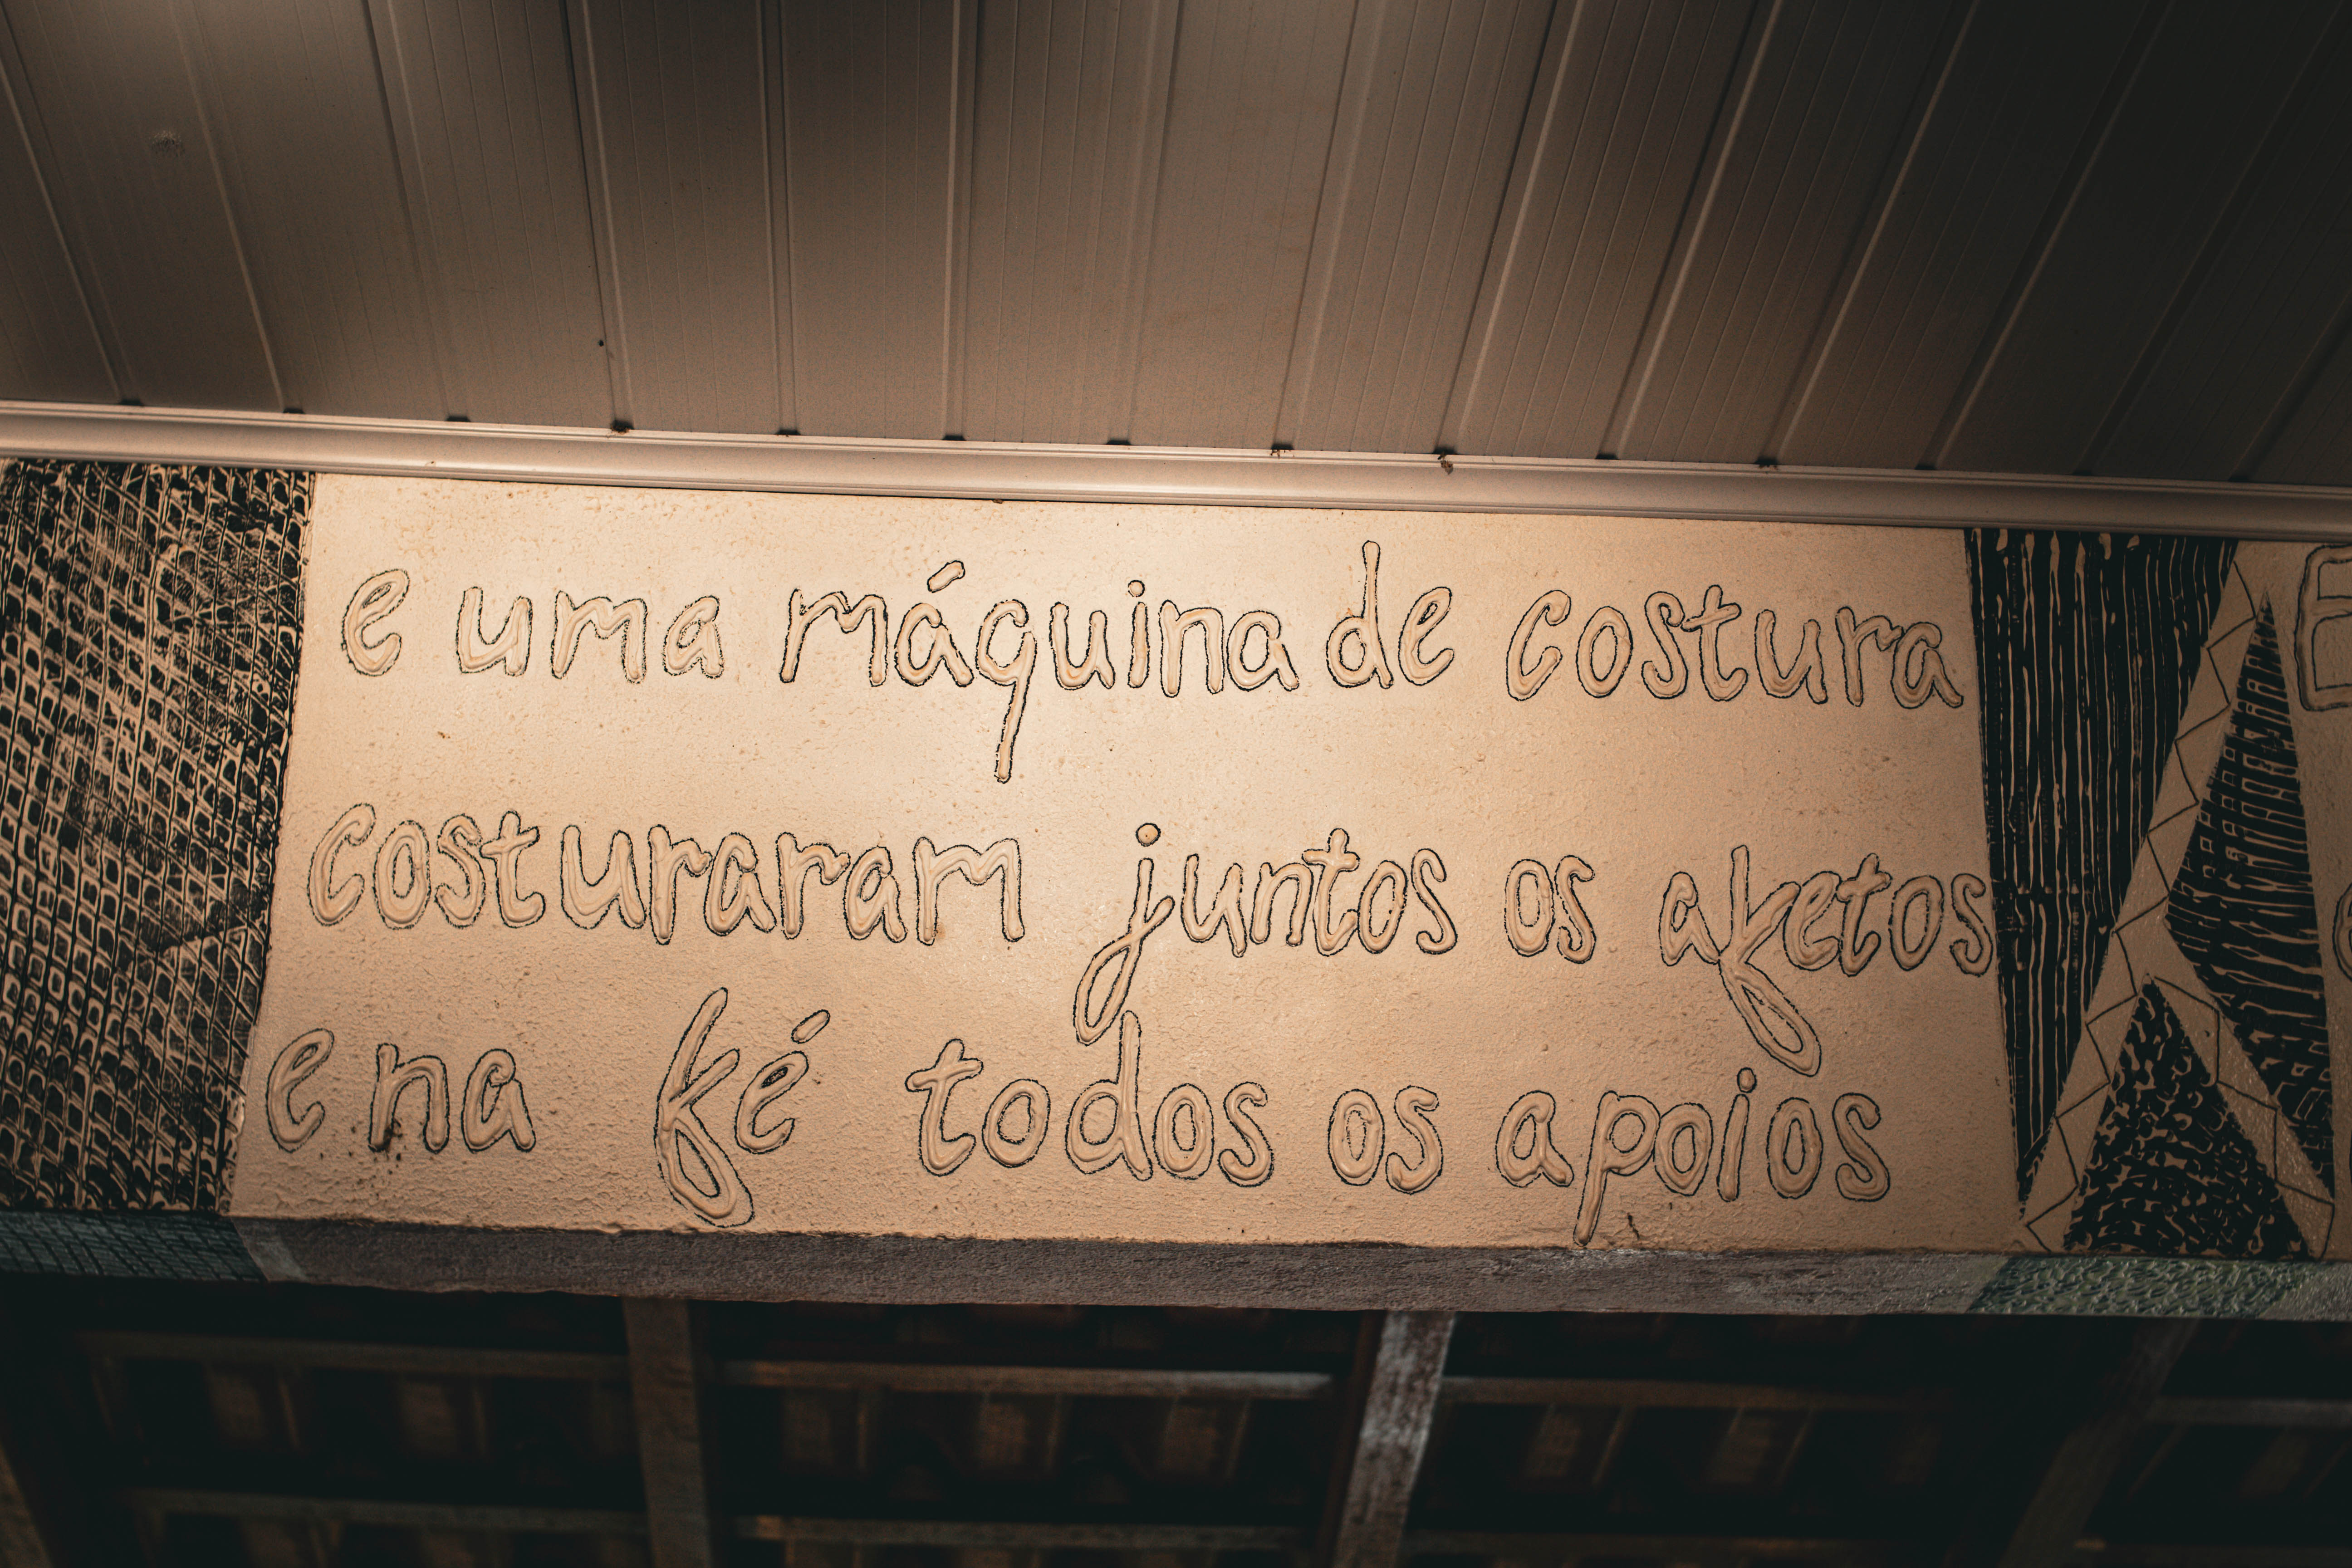 e uma máquina de costura
costuraram juntos os afetos
e na fé todos os apoios